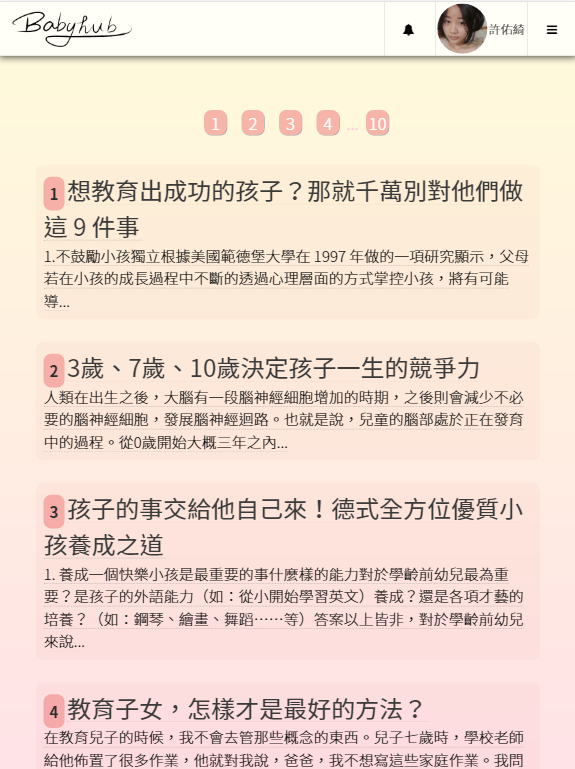 Babyhub
許佑綺
1 2 3 4 ... 10
1 想教育出成功的孩子？那就千萬別對他們做
這 9 件事
1.不鼓勵小孩獨立根據美國範德堡大學在 1997 年做的一項研究顯示，父母
若在小孩的成長過程中不斷的透過心理層面的方式掌控小孩，將有可能
導...
2 3歲、7歲、10歲決定孩子一生的競爭力
人類在出生之後，大腦有一段腦神經細胞增加的時期，之後則會減少不必
要的腦神經細胞，發展腦神經迴路。也就是說，兒童的腦部處於正在發育
中的過程。從0歲開始大概三年之內...
3 孩子的事交給他自己來！德式全方位優質小
孩養成之道
1. 養成一個快樂小孩是最重要的事什麼樣的能力對於學齡前幼兒最為重
要？是孩子的外語能力（如：從小開始學習英文）養成？還是各項才藝的
培養？（如：鋼琴、繪畫、舞蹈……等）答案以上皆非，對於學齡前幼兒
來說...
4 教育子女，怎樣才是最好的方法？
在教育兒子的時候，我不會去管那些概念的東西。兒子七歲時，學校老師
給他佈置了很多作業，他就對我說，爸爸，我不想寫這些家庭作業。我問